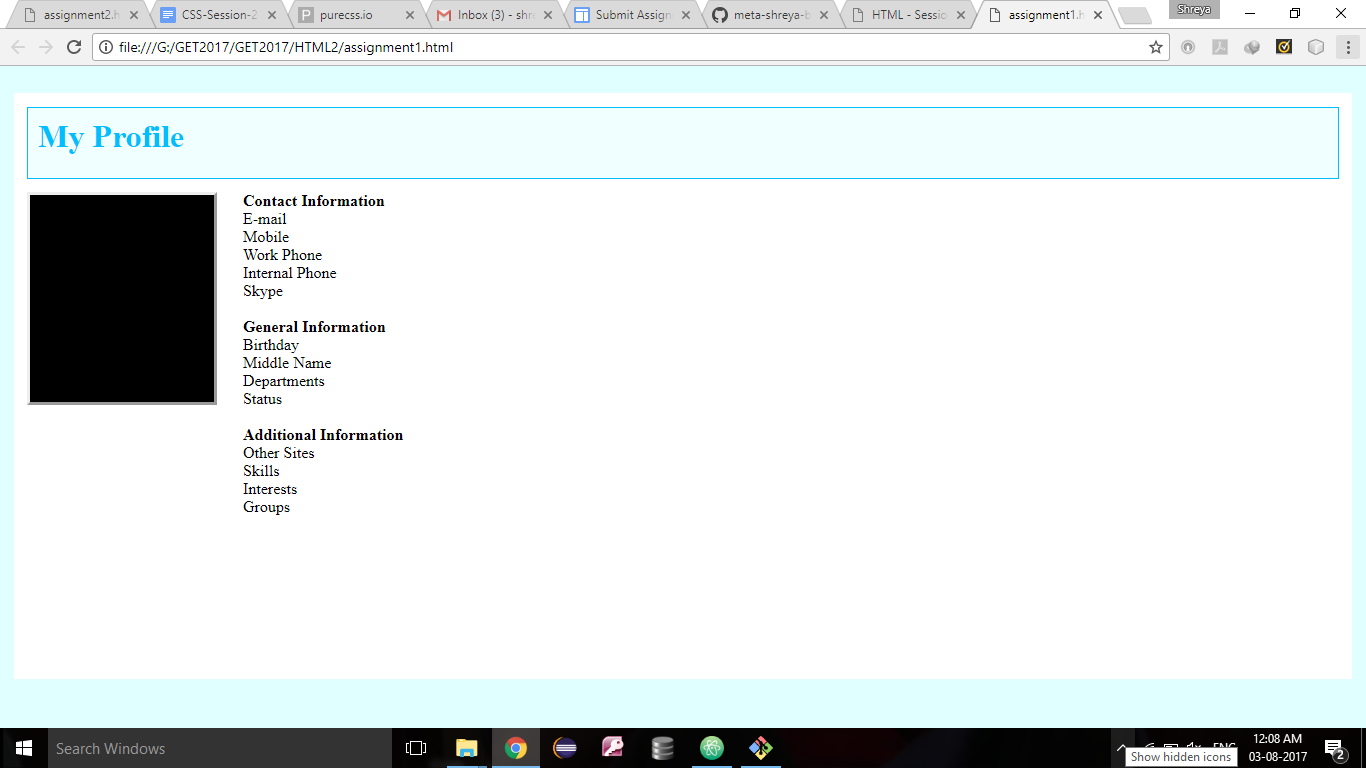 assignment2.h
CSS-Session-2
purecss.io
Inbox (3) - shre
Submit Assign
meta-shreya-b
HTML - Sessio
assignment1.h
Shreya
file:///G:/GET2017/GET2017/HTML2/assignment1.html
My Profile
Contact Information
E-mail
Mobile
Work Phone
Internal Phone
Skype
General Information
Birthday
Middle Name
Departments
Status
Additional Information
Other Sites
Skills
Interests
Groups
Search Windows
ENG
12:08 AM
03-08-2017
2
Show hidden icons